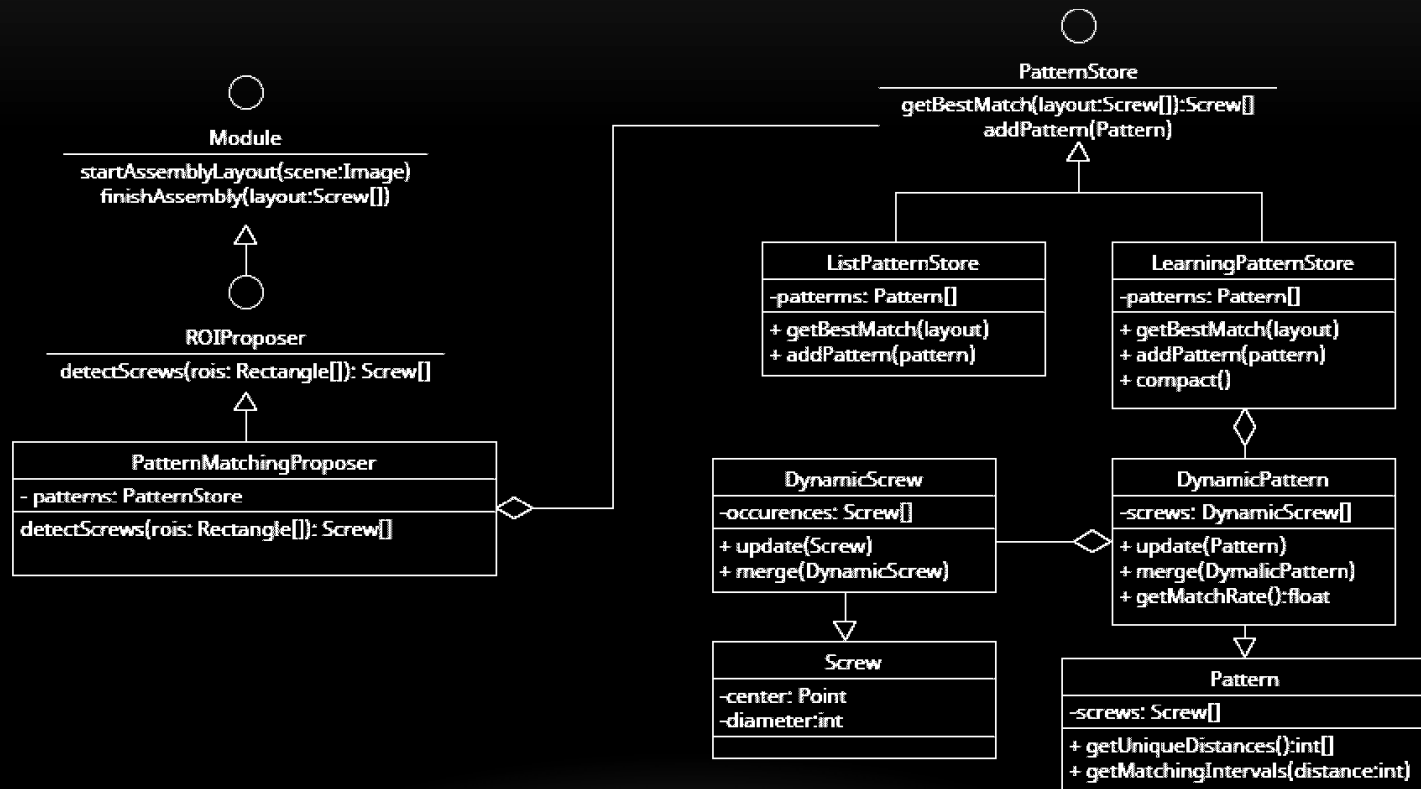 Module
startAssemblyLayout(scene:Image)
finishAssembly(layout:Screw[])
ROIProposer
detectScrews(rois: Rectangle[]): Screw[]
PatternMatchingProposer
- patterns: PatternStore
detectScrews(rois: Rectangle[]): Screw[]
PatternStore
getBestMatch(layout:Screw[]):Screw[]
addPattern(Pattern)
ListPatternStore
-patterms: Pattern[]
+ getBestMatch(layout)
+ addPattern(pattern)
LearningPatternStore
-patterns: Pattern[]
+ getBestMatch(layout)
+ addPattern(pattern)
+ compact()
DynamicScrew
-occurences: Screw[]
+ update(Screw)
+ merge(DynamicScrew)
DynamicPattern
-screws: DynamicScrew[]
+ update(Pattern)
+ merge(DymalicPattern)
+ getMatchRate():float
Screw
-center: Point
-diameter:int
Pattern
-screws: Screw[]
+ getUniqueDistances():int[]
+ getMatchingIntervals(distance:int)